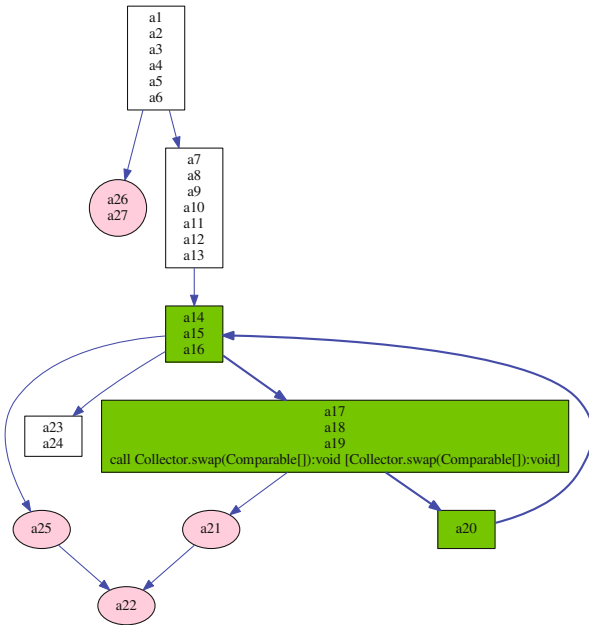 a1
a2
a3
a4
a5
a6
a7
a8
a9
a10
a11
a12
a13
a26
a27
a14
a15
a16
a17
a18
a19
call Collector.swap(Comparable[]):void [Collector.swap(Comparable[]):void]
a23
a24
a25
a21
a20
a22